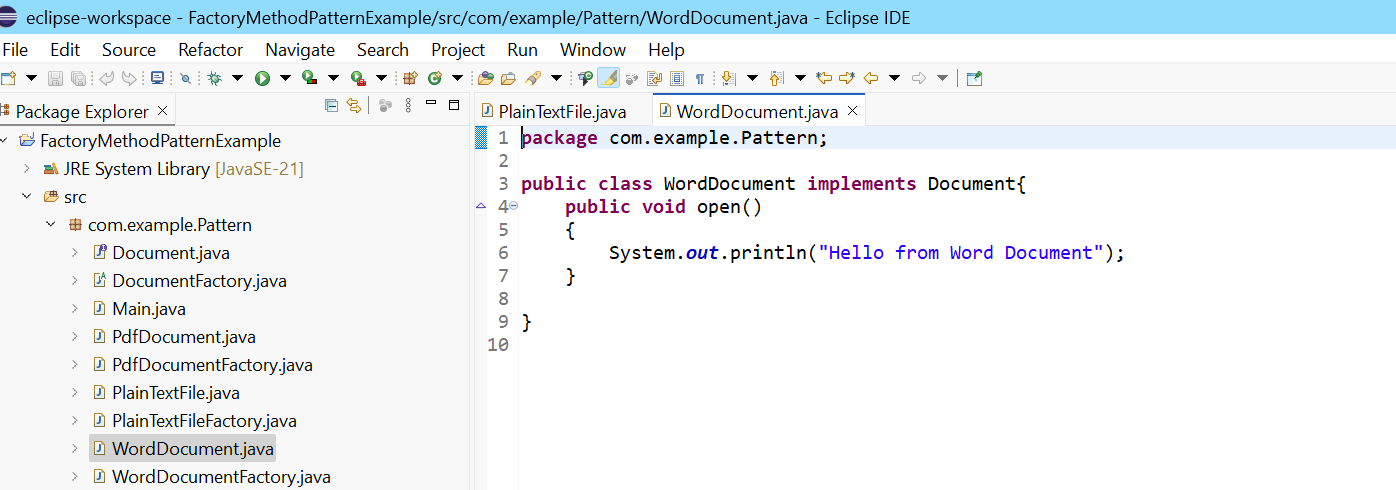 eclipse-workspace - FactoryMethodPatternExample/src/com/example/Pattern/WordDocument.java - Eclipse IDE
File Edit Source Refactor Navigate Search Project Run Window Help
Package Explorer
FactoryMethodPatternExample
JRE System Library [JavaSE-21]
src
com.example.Pattern
Document.java
DocumentFactory.java
Main.java
PdfDocument.java
PdfDocumentFactory.java
PlainTextFile.java
PlainTextFileFactory.java
WordDocument.java
WordDocumentFactory.java
PlainTextFile.java WordDocument.java
1 package com.example.Pattern;
2
3 public class WordDocument implements Document{
4 public void open()
5 {
6 System.out.println("Hello from Word Document");
7 }
8
9 }
10